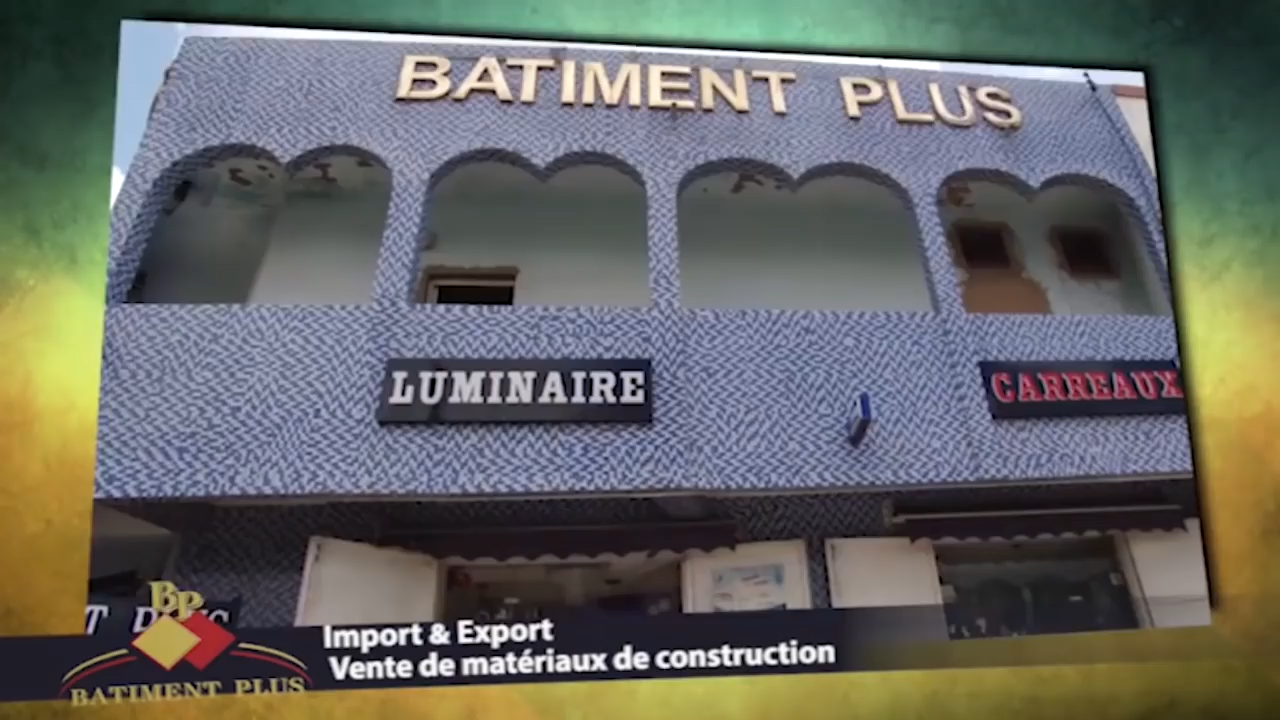 BATIMENT PLUS
LUMINAIRE
CARREAUX
BP
BATIMENT PLUS
Import & Export
Vente de matériaux de construction